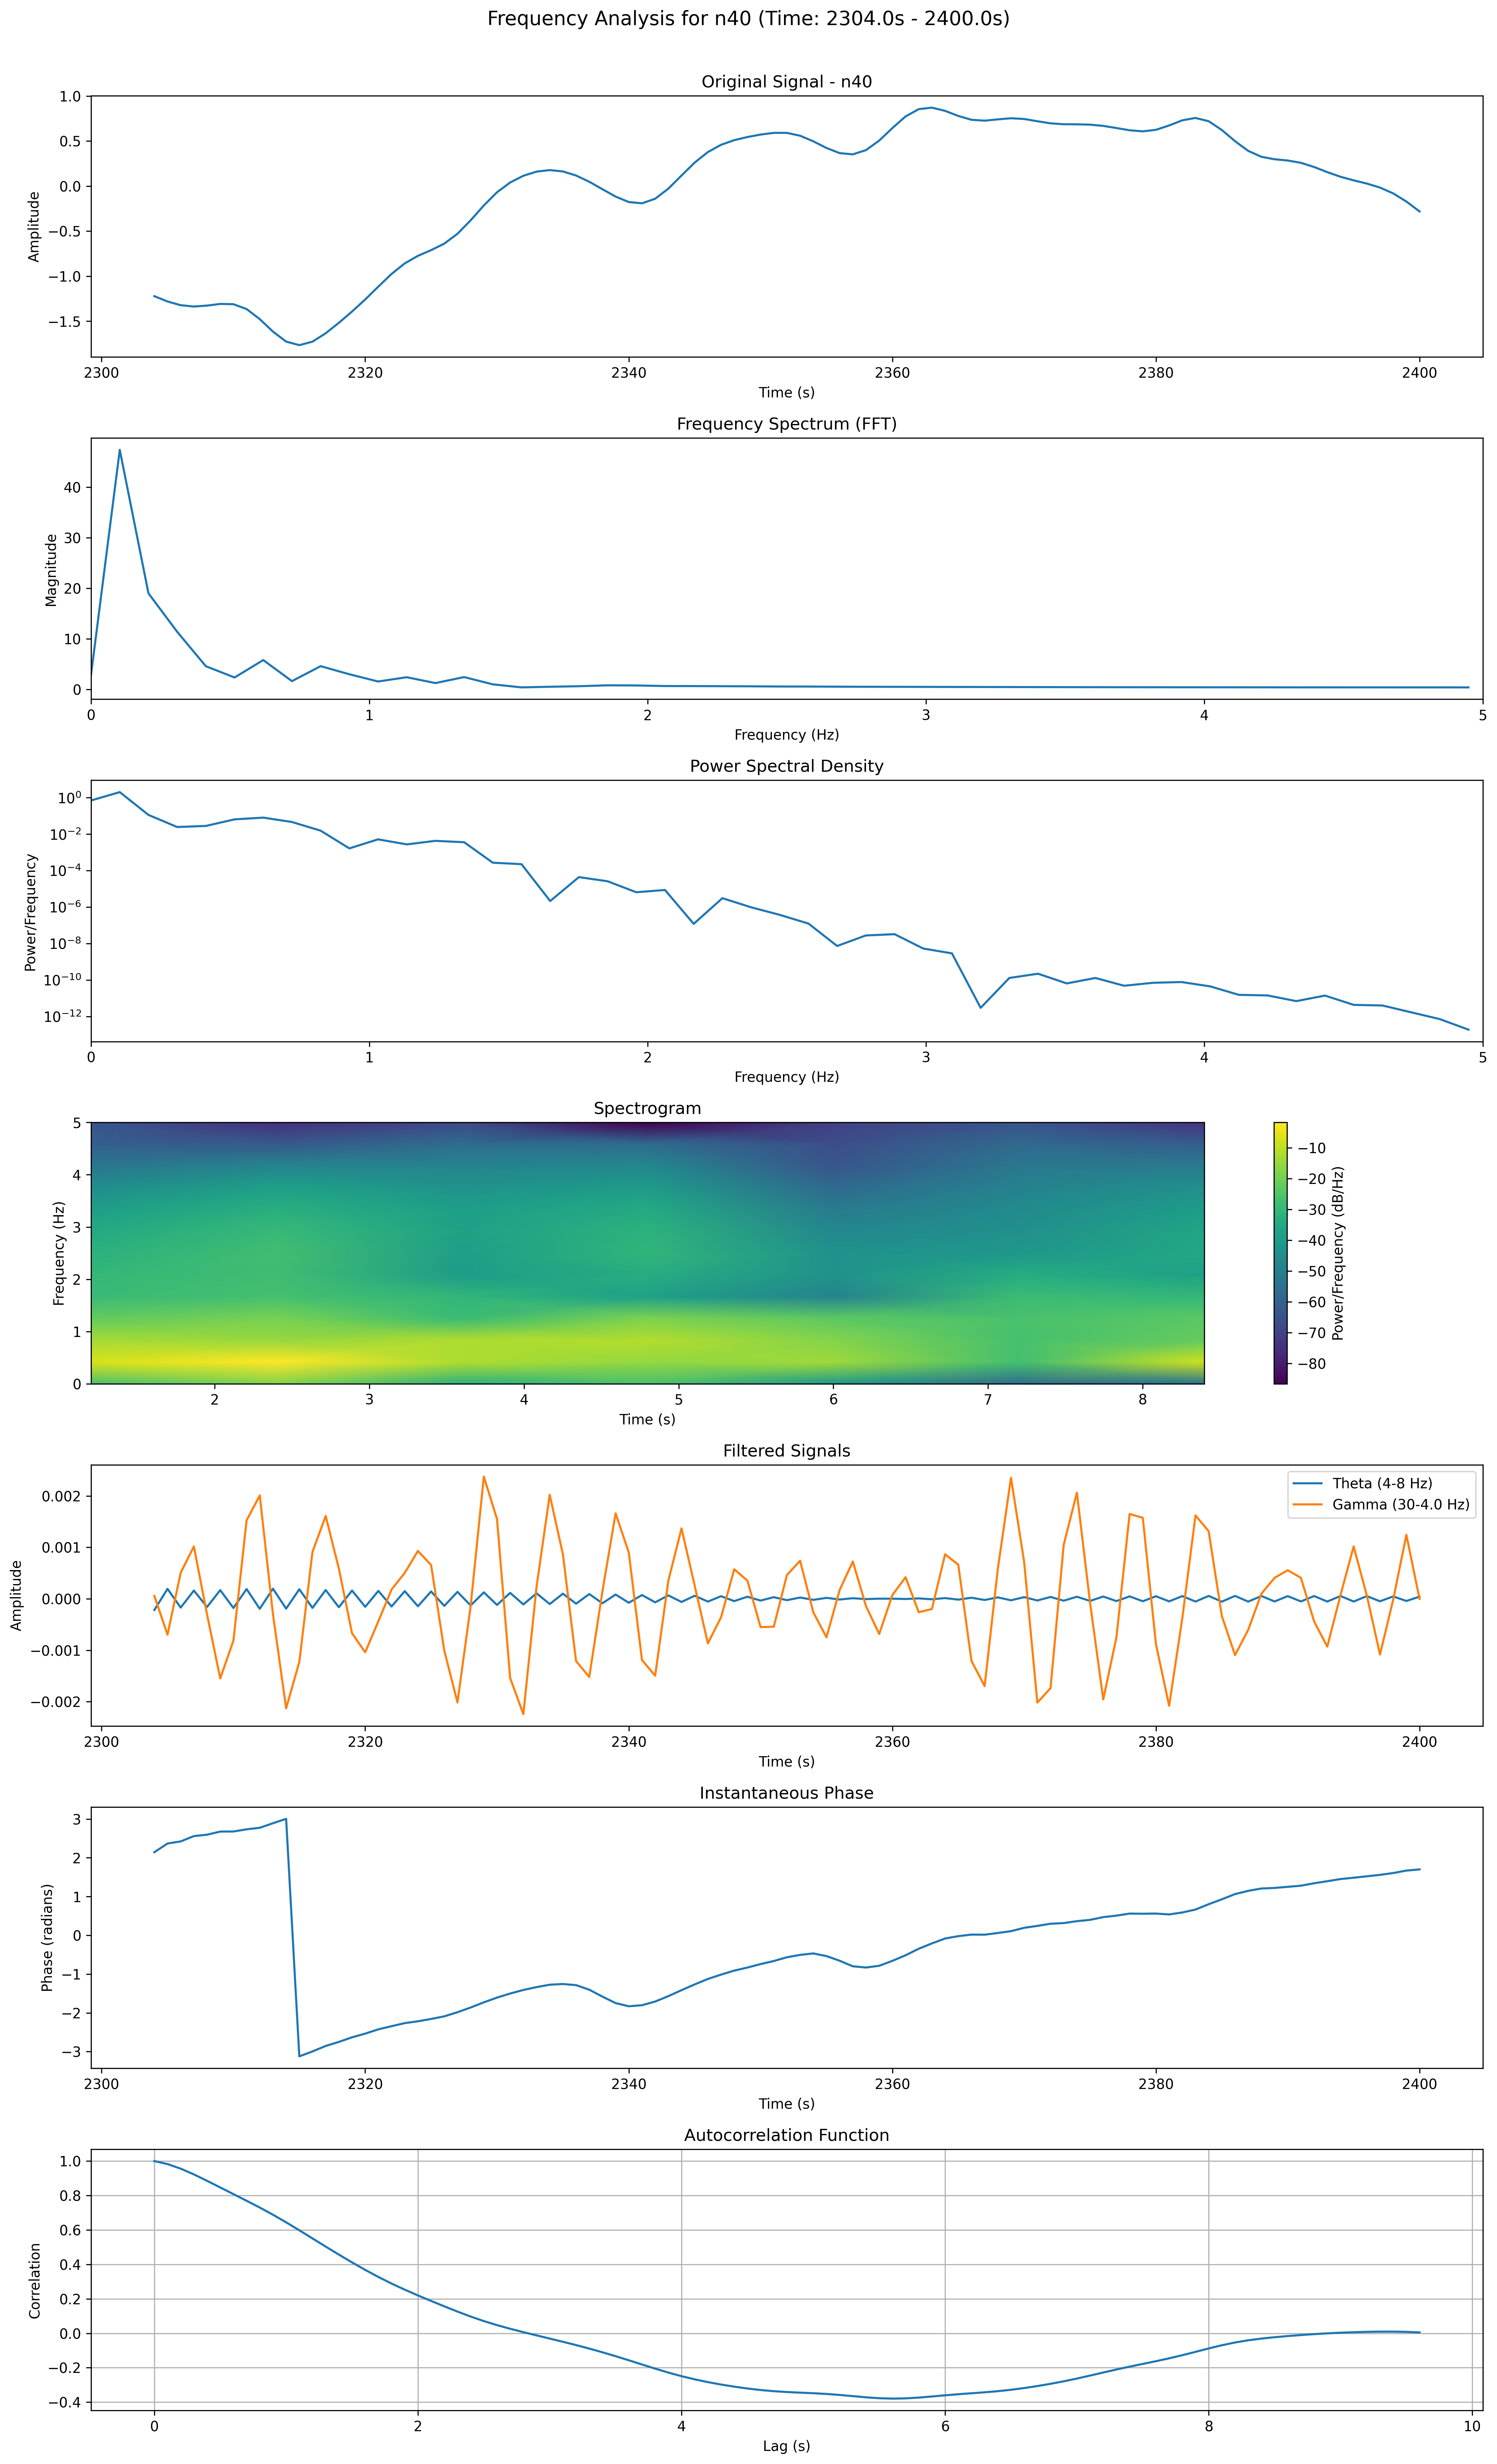 Frequency Analysis for n40 (Time: 2304.0s - 2400.0s)
Original Signal - n40
1.0
0.5
0.0
−0.5
−1.0
−1.5
Amplitude
2300 2320 2340 2360 2380 2400
Time (s)
Frequency Spectrum (FFT)
40
30
20
10
0
Magnitude
0 1 2 3 4 5
Frequency (Hz)
Power Spectral Density
10⁰
10⁻²
10⁻⁴
10⁻⁶
10⁻⁸
10⁻¹⁰
10⁻¹²
Power/Frequency
0 1 2 3 4 5
Frequency (Hz)
Spectrogram
5
4
3
2
1
0
Frequency (Hz)
2 3 4 5 6 7 8
Time (s)
−10
−20
−30
−40
−50
−60
−70
−80
Power/Frequency (dB/Hz)
Filtered Signals
0.002
0.001
0.000
−0.001
−0.002
Amplitude
Theta (4-8 Hz)
Gamma (30-4.0 Hz)
2300 2320 2340 2360 2380 2400
Time (s)
Instantaneous Phase
3
2
1
0
−1
−2
−3
Phase (radians)
2300 2320 2340 2360 2380 2400
Time (s)
Autocorrelation Function
1.0
0.8
0.6
0.4
0.2
0.0
−0.2
−0.4
Correlation
0 2 4 6 8 10
Lag (s)